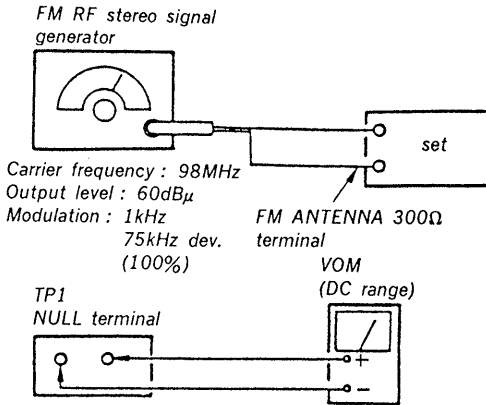 FM RF stereo signal
generator
set
Carrier frequency : 98MHz
Output level : 60dBμ
Modulation : 1kHz
75kHz dev.
(100%)
FM ANTENNA 300Ω
terminal
VOM
(DC range)
TP1
NULL terminal
+
−